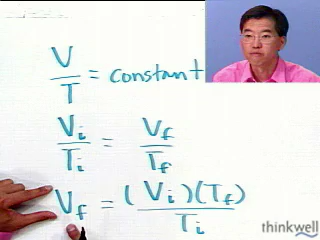 V/T = constant
Vi/Ti = Vf/Tf
Vf = (Vi)(Tf)/Ti
thinkwell